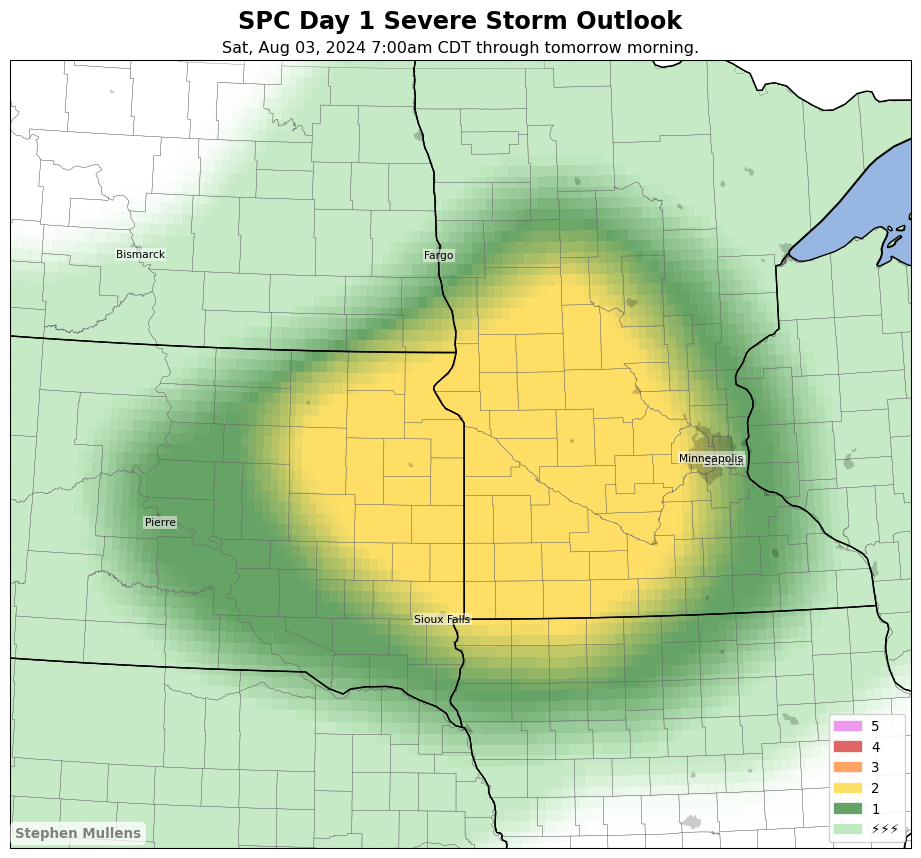 SPC Day 1 Severe Storm Outlook
Sat, Aug 03, 2024 7:00am CDT through tomorrow morning.
Bismarck
Fargo
Minneapolis
Pierre
Sioux Falls
5
4
3
2
1
⚡⚡⚡
Stephen Mullens